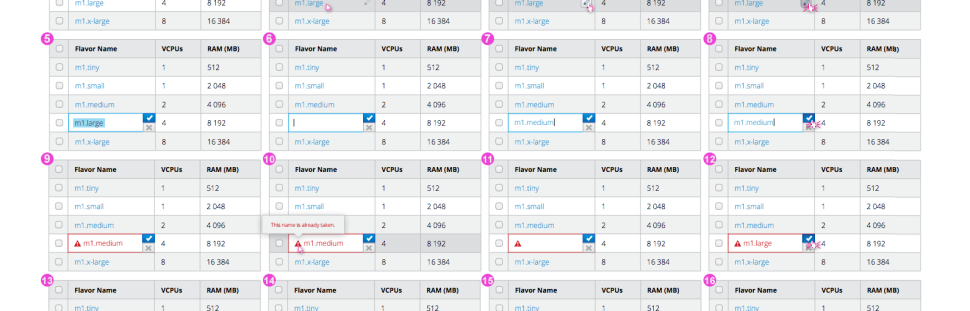 m1.large 4 8 192 m1.large 4 8 192 4 8 192 m1.large 4 8 192
m1.x-large 8 16 384 m1.x-large 8 16 384 m1.x-large 8 16 384 m1.x-large 8 16 384
5 6 7 8
Flavor Name VCPUs RAM (MB) Flavor Name VCPUs RAM (MB) Flavor Name VCPUs RAM (MB) Flavor Name VCPUs RAM (MB)
m1.tiny 1 512 m1.tiny 1 512 m1.tiny 1 512 m1.tiny 1 512
m1.small 1 2 048 m1.small 1 2 048 m1.small 1 2 048 m1.small 1 2 048
m1.medium 2 4 096 m1.medium 2 4 096 m1.medium 2 4 096 m1.medium 2 4 096
m1.large 4 8 192 4 8 192 m1.medium 4 8 192 m1.medium 4 8 192
m1.x-large 8 16 384 m1.x-large 8 16 384 m1.x-large 8 16 384 m1.x-large 8 16 384
9 10 11 12
Flavor Name VCPUs RAM (MB) Flavor Name VCPUs RAM (MB) Flavor Name VCPUs RAM (MB) Flavor Name VCPUs RAM (MB)
m1.tiny 1 512 m1.tiny 1 512 m1.tiny 1 512 m1.tiny 1 512
m1.small 1 2 048 m1.small 1 2 048 m1.small 1 2 048 m1.small 1 2 048
m1.medium 2 4 096 This name is already taken. 2 4 096 m1.medium 2 4 096 m1.medium 2 4 096
m1.medium 4 8 192 m1.medium 4 8 192 4 8 192 m1.large 4 8 192
m1.x-large 8 16 384 m1.x-large 8 16 384 m1.x-large 8 16 384 m1.x-large 8 16 384
13 14 15 16
Flavor Name VCPUs RAM (MB) Flavor Name VCPUs RAM (MB) Flavor Name VCPUs RAM (MB) Flavor Name VCPUs RAM (MB)
m1.tiny 1 512 m1.tiny 1 512 m1.tiny 1 512 m1.tiny 1 512